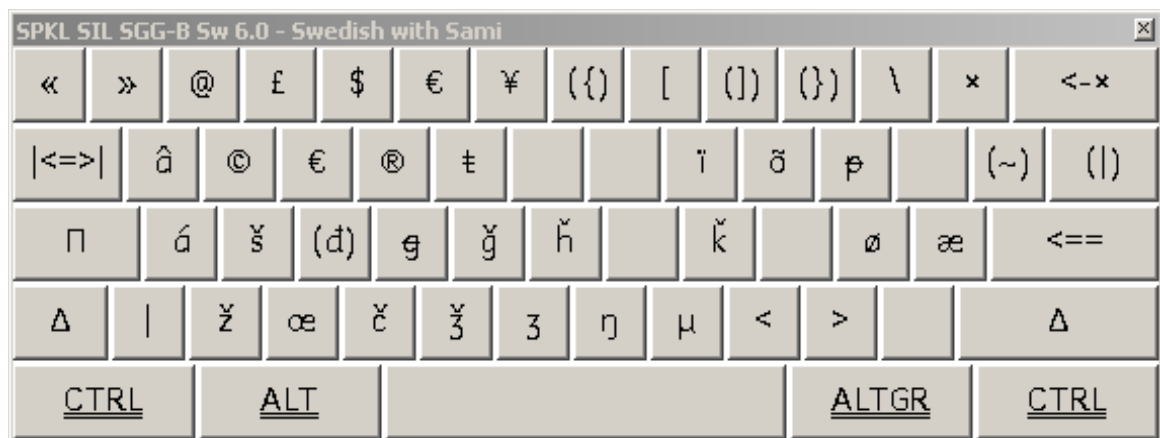 SPKL SIL SGG-B Sw 6.0 - Swedish with Sami
« » @ £ $ € ¥ ({) [ (]) (}) \ × <-×
|<=>| â © € ® ŧ ï õ ᵽ (~) (|)
Π á š (đ) ǥ ǧ ȟ ǩ ø æ <==
Δ | ž œ č ǯ ʒ ŋ µ < > Δ
CTRL ALT ALTGR CTRL